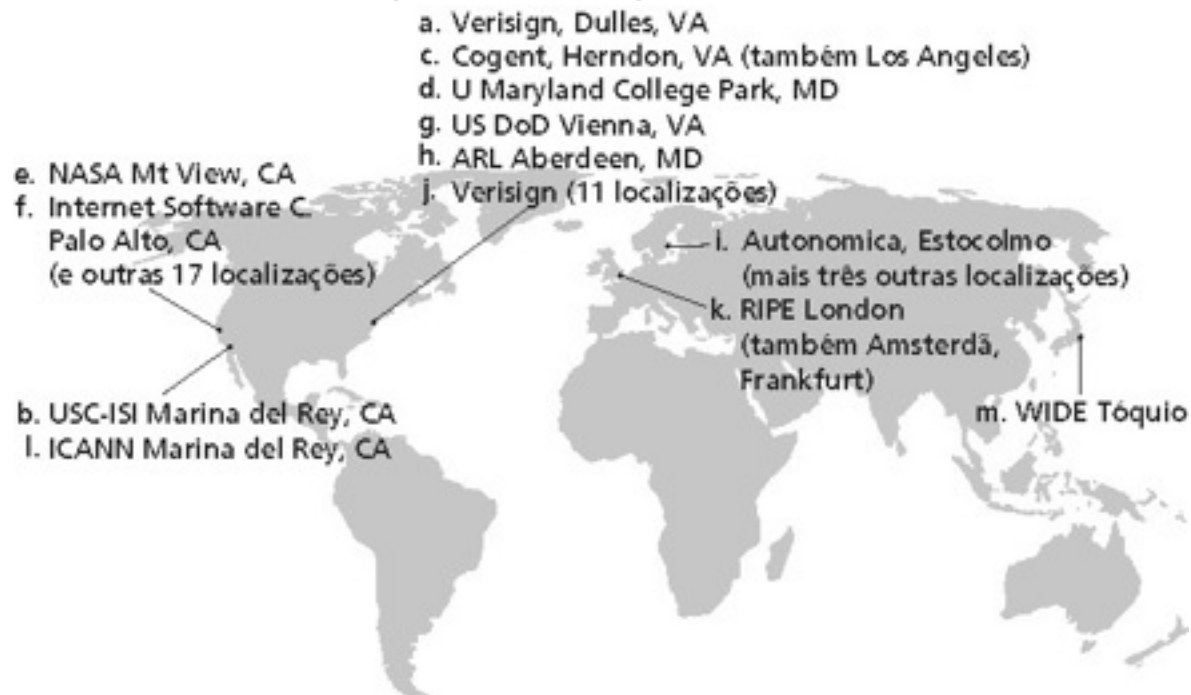 a. Verisign, Dulles, VA
c. Cogent, Herndon, VA (também Los Angeles)
d. U Maryland College Park, MD
g. US DoD Vienna, VA
h. ARL Aberdeen, MD
j. Verisign (11 localizações)
e. NASA Mt View, CA
f. Internet Software C.
Palo Alto, CA
(e outras 17 localizações)
i. Autonomica, Estocolmo
(mais três outras localizações)
k. RIPE London
(também Amsterdã,
Frankfurt)
m. WIDE Tóquio
b. USC-ISI Marina del Rey, CA
l. ICANN Marina del Rey, CA